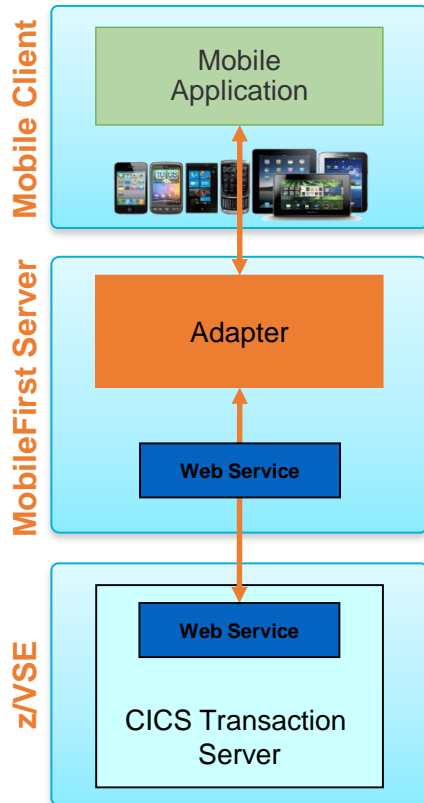 Mobile Client
Mobile
Application
MobileFirst Server
Adapter
Web Service
z/VSE
Web Service
CICS Transaction
Server